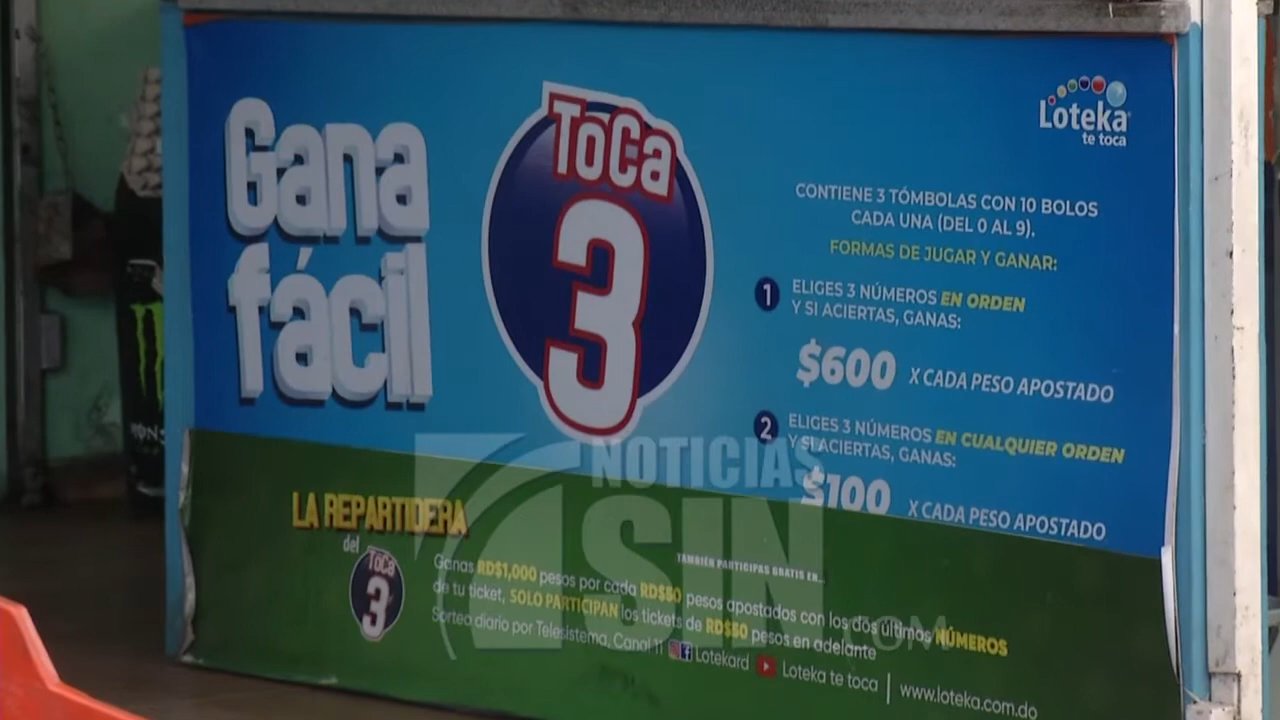 Gana
fácil
ToCa
3
Loteka
te toca
CONTIENE 3 TÓMBOLAS CON 10 BOLOS
CADA UNA (DEL 0 AL 9).
FORMAS DE JUGAR Y GANAR:
1
ELIGES 3 NÚMEROS EN ORDEN
Y SI ACIERTAS, GANAS:
$600 X CADA PESO APOSTADO
2
ELIGES 3 NÚMEROS EN CUALQUIER ORDEN
Y SI ACIERTAS, GANAS:
$100 X CADA PESO APOSTADO
LA REPARTIDERA
del
ToCa
3
TAMBIÉN PARTICIPAS GRATIS EN...
Ganas RD$1,000 pesos por cada RD$50 pesos apostados con los dos últimos NÚMEROS
de tu ticket, SOLO PARTICIPAN los tickets de RD$50 pesos en adelante
Sorteo diario por Telesistema, Canal 11 Lotekard Loteka te toca | www.loteka.com.do
NOTICIAS
SIN
.COM